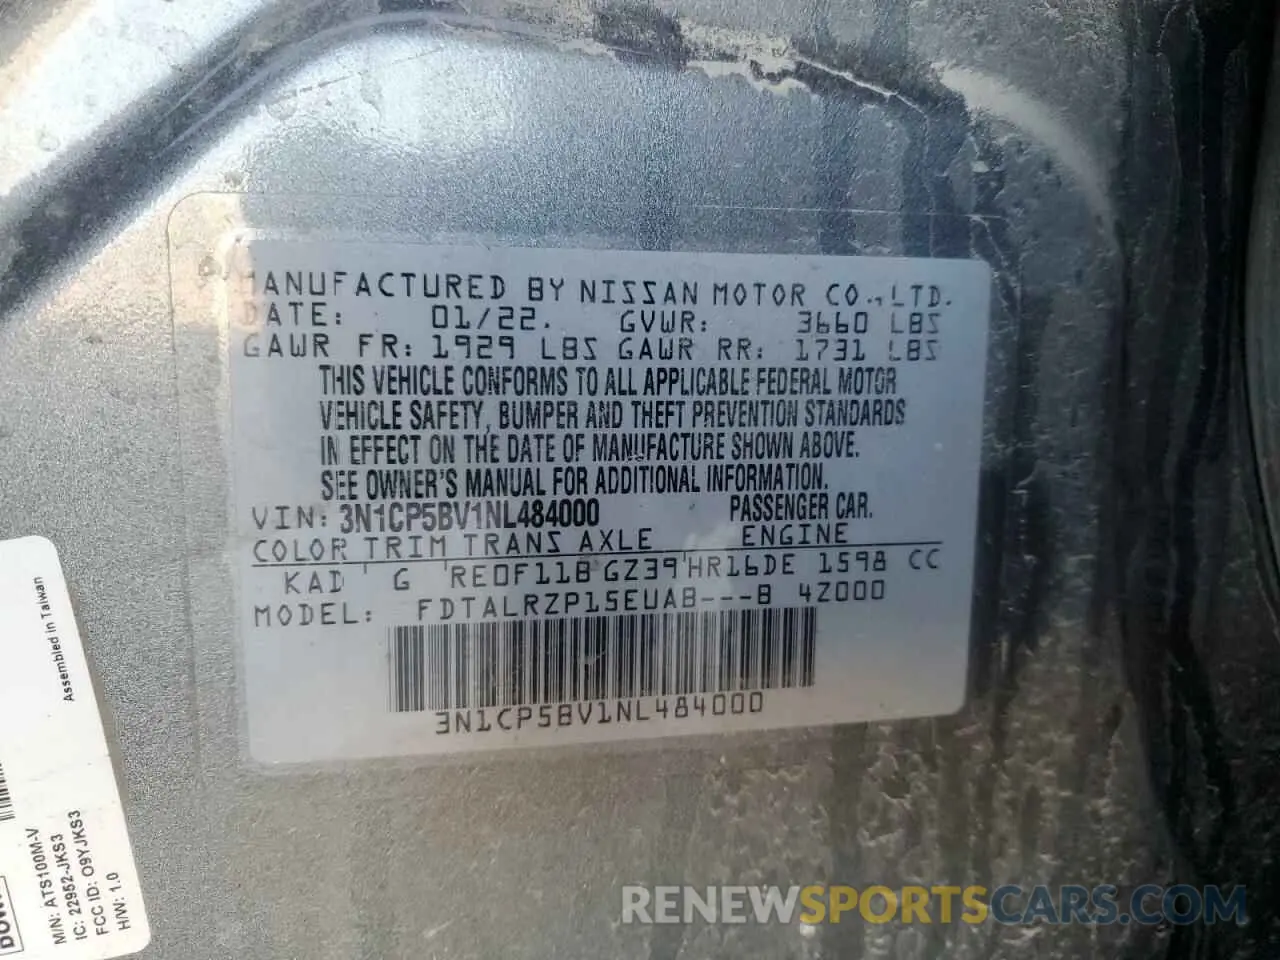 MANUFACTURED BY NISSAN MOTOR CO., LTD.
DATE: 01/22. GVWR: 3660 LBS
GAWR FR: 1929 LBS GAWR RR: 1731 LBS
THIS VEHICLE CONFORMS TO ALL APPLICABLE FEDERAL MOTOR
VEHICLE SAFETY, BUMPER AND THEFT PREVENTION STANDARDS
IN EFFECT ON THE DATE OF MANUFACTURE SHOWN ABOVE.
SEE OWNER'S MANUAL FOR ADDITIONAL INFORMATION.
VIN: 3N1CP5BV1NL484000 PASSENGER CAR.
COLOR TRIM TRANS AXLE ENGINE
KAD G RE0F11B GZ39 HR16DE 1598 CC
MODEL: FDTALRZP15EUAB---B 4Z000
3N1CP5BV1NL484000
Assembled in Taiwan
M/N: ATS100M-V
IC: 22952-JKS3
FCC ID: O9YJKS3
H/W: 1.0
RENEWSPORTSCARS.COM